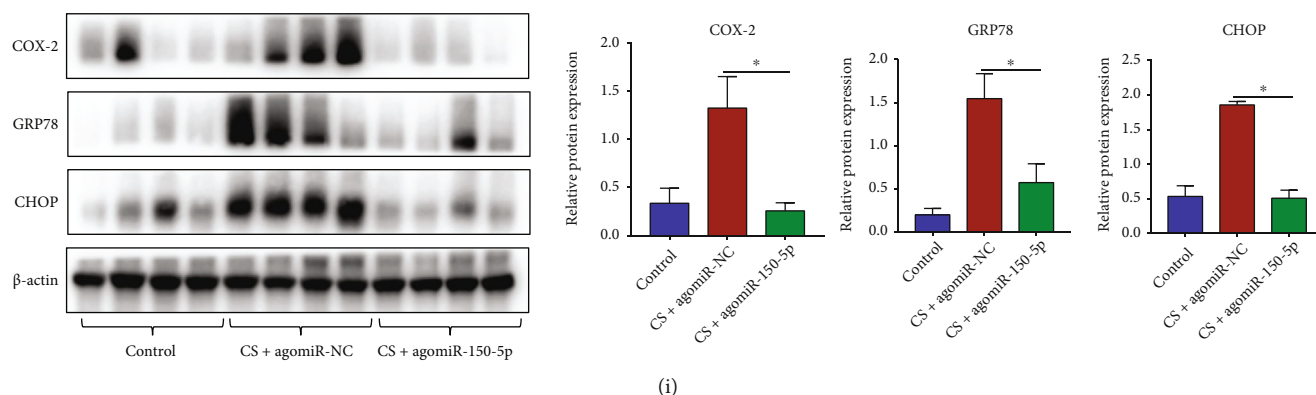 COX-2
GRP78
CHOP
β-actin
Control
CS + agomiR-NC
CS + agomiR-150-5p
COX-2
Relative protein expression
2.0
1.5
1.0
0.5
0.0
*
Control
CS + agomiR-NC
CS + agomiR-150-5p
GRP78
Relative protein expression
2.0
1.5
1.0
0.5
0.0
*
Control
CS + agomiR-NC
CS + agomiR-150-5p
CHOP
Relative protein expression
2.5
2.0
1.5
1.0
0.5
0.0
*
Control
CS + agomiR-NC
CS + agomiR-150-5p
(i)